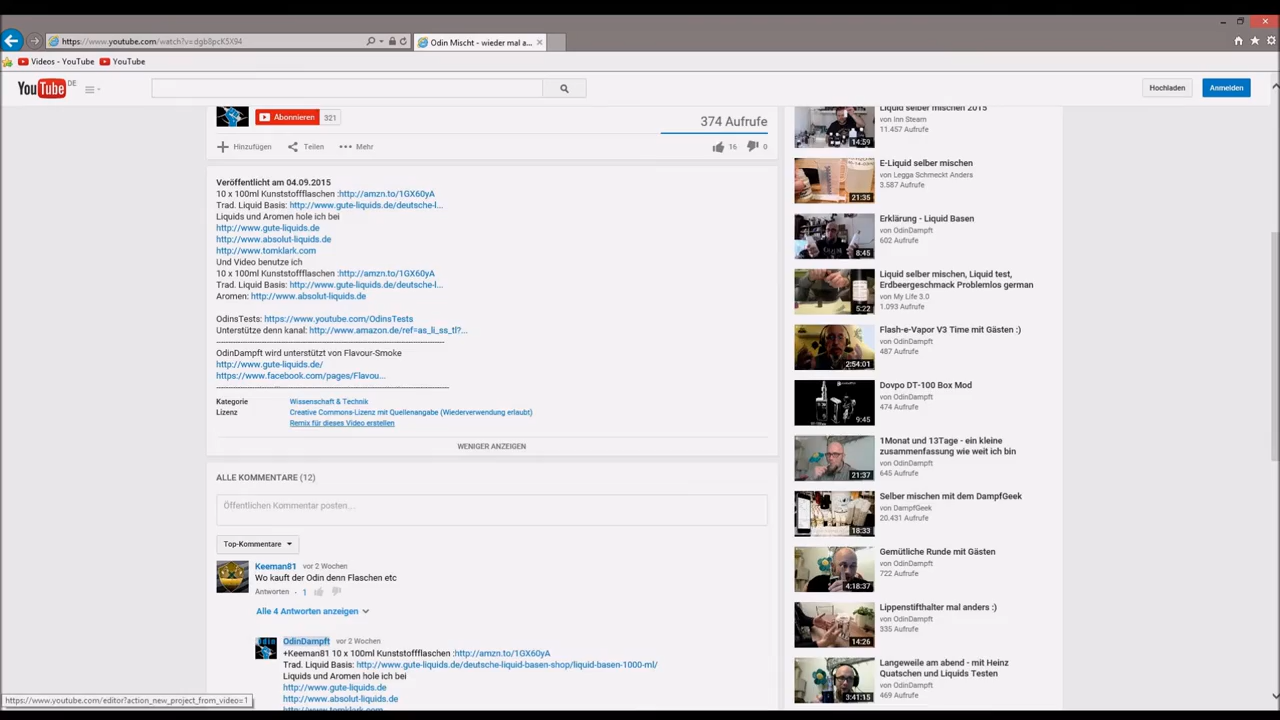 https://www.youtube.com/watch?v=dgb8pcK5X94
Odin Mischt - wieder mal a...
Videos - YouTube
YouTube
YouTube DE
Hochladen
Anmelden
Abonnieren 321
374 Aufrufe
Hinzufügen Teilen Mehr
16 0
Veröffentlicht am 04.09.2015
10 x 100ml Kunststoffflaschen :http://amzn.to/1GX60yA
Trad. Liquid Basis: http://www.gute-liquids.de/deutsche-l...
Liquids und Aromen hole ich bei
http://www.gute-liquids.de
http://www.absolut-liquids.de
http://www.tomklark.com
Und Video benutze ich
10 x 100ml Kunststoffflaschen :http://amzn.to/1GX60yA
Trad. Liquid Basis: http://www.gute-liquids.de/deutsche-l...
Aromen: http://www.absolut-liquids.de
OdinsTests: https://www.youtube.com/OdinsTests
Unterstütze denn kanal: http://www.amazon.de/ref=as_li_ss_tl?...
OdinDampft wird unterstützt von Flavour-Smoke
http://www.gute-liquids.de/
https://www.facebook.com/pages/Flavou...
Kategorie Wissenschaft & Technik
Lizenz Creative Commons-Lizenz mit Quellenangabe (Wiederverwendung erlaubt)
Remix für dieses Video erstellen
WENIGER ANZEIGEN
ALLE KOMMENTARE (12)
Öffentlichen Kommentar posten...
Top-Kommentare
Keeman81 vor 2 Wochen
Wo kauft der Odin denn Flaschen etc
Antworten · 1
Alle 4 Antworten anzeigen
OdinDampft vor 2 Wochen
+Keeman81 10 x 100ml Kunststoffflaschen :http://amzn.to/1GX60yA
Trad. Liquid Basis: http://www.gute-liquids.de/deutsche-liquid-basen-shop/liquid-basen-1000-ml/
Liquids und Aromen hole ich bei
http://www.gute-liquids.de
http://www.absolut-liquids.de
http://www.tomklark.com
https://www.youtube.com/editor?action_new_project_from_video=1
Liquid selber mischen 2015
von Inn Steam
11.457 Aufrufe
14:59
E-Liquid selber mischen
von Legga Schmeckt Anders
3.587 Aufrufe
21:35
Erklärung - Liquid Basen
von OdinDampft
602 Aufrufe
8:45
Liquid selber mischen, Liquid test,
Erdbeergeschmack Problemlos german
von My Life 3.0
1.093 Aufrufe
5:22
Flash-e-Vapor V3 Time mit Gästen :)
von OdinDampft
487 Aufrufe
2:54:01
Dovpo DT-100 Box Mod
von OdinDampft
474 Aufrufe
9:45
1Monat und 13Tage - ein kleine
zusammenfassung wie weit ich bin
von OdinDampft
645 Aufrufe
21:37
Selber mischen mit dem DampfGeek
von DampfGeek
20.431 Aufrufe
18:33
Gemütliche Runde mit Gästen
von OdinDampft
722 Aufrufe
4:18:37
Lippenstifthalter mal anders :)
von OdinDampft
335 Aufrufe
14:26
Langeweile am abend - mit Heinz
Quatschen und Liquids Testen
von OdinDampft
469 Aufrufe
3:41:15